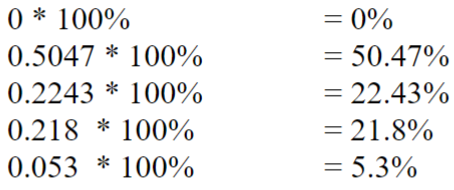 0 * 100% = 0%
0.5047 * 100% = 50.47%
0.2243 * 100% = 22.43%
0.218 * 100% = 21.8%
0.053 * 100% = 5.3%